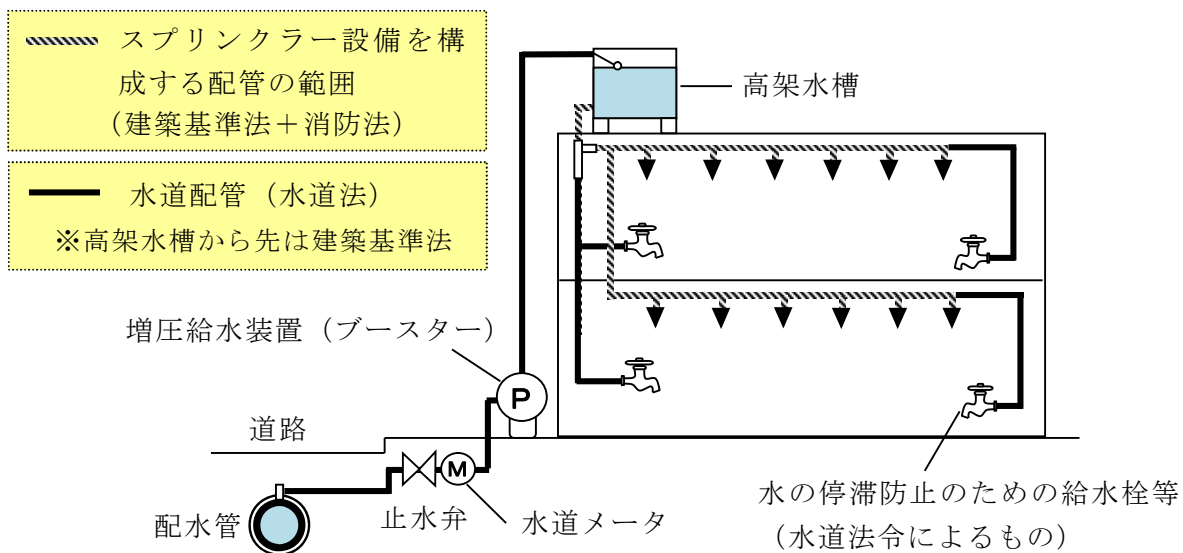 スプリンクラー設備を構
成する配管の範囲
（建築基準法＋消防法）
水道配管（水道法）
※高架水槽から先は建築基準法
高架水槽
増圧給水装置（ブースター）
P
道路
M
配水管
止水弁
水道メータ
水の停滞防止のための給水栓等
（水道法令によるもの）